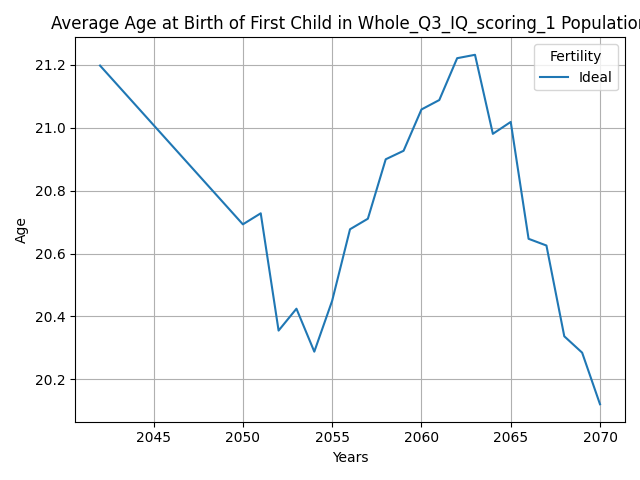 Average Age at Birth of First Child in Whole_Q3_IQ_scoring_1 Population
Fertility
Ideal
21.2
21.0
20.8
20.6
20.4
20.2
Age
2045 2050 2055 2060 2065 2070
Years